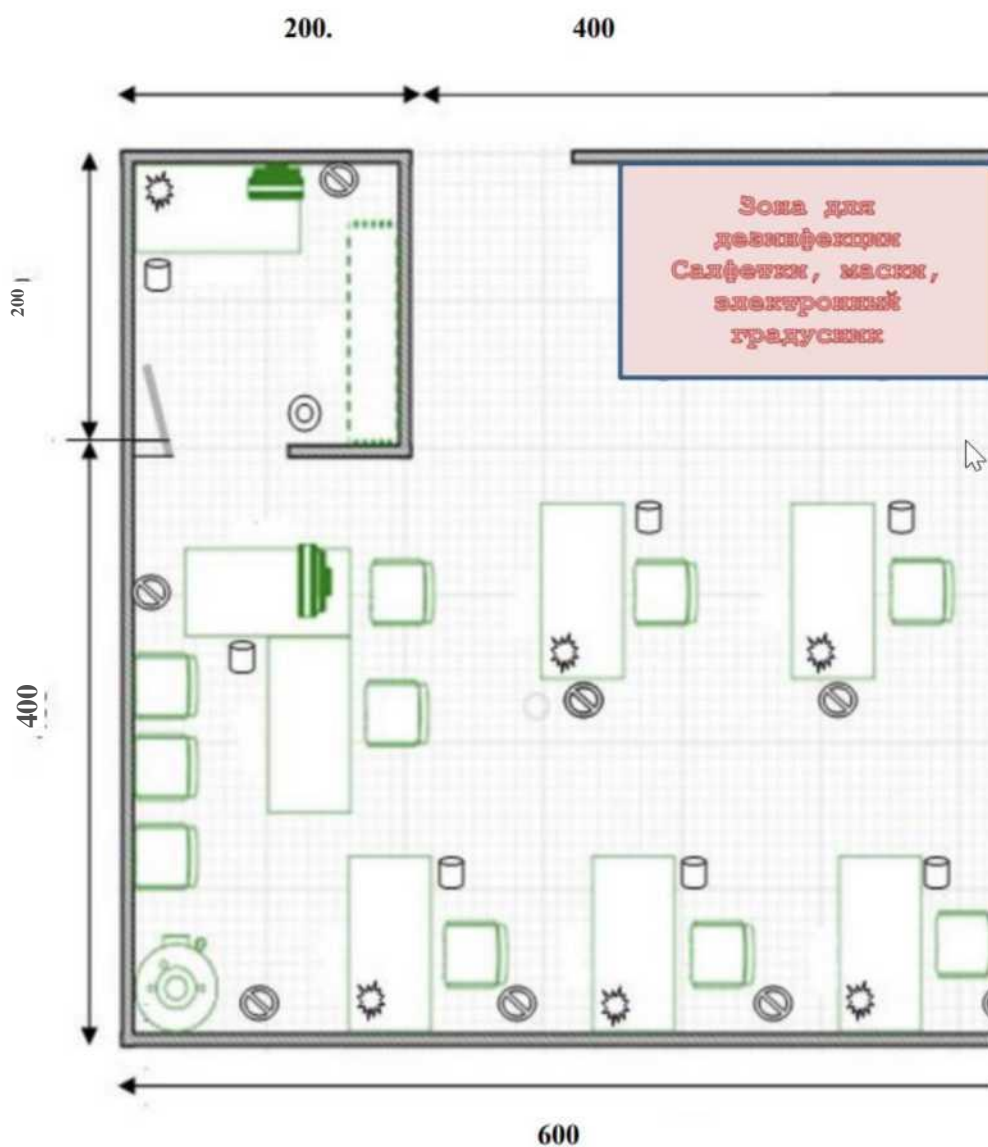 200.
400
Зона для
дезинфекции
Салфетки, маски,
электронный
градусник
200
400
600